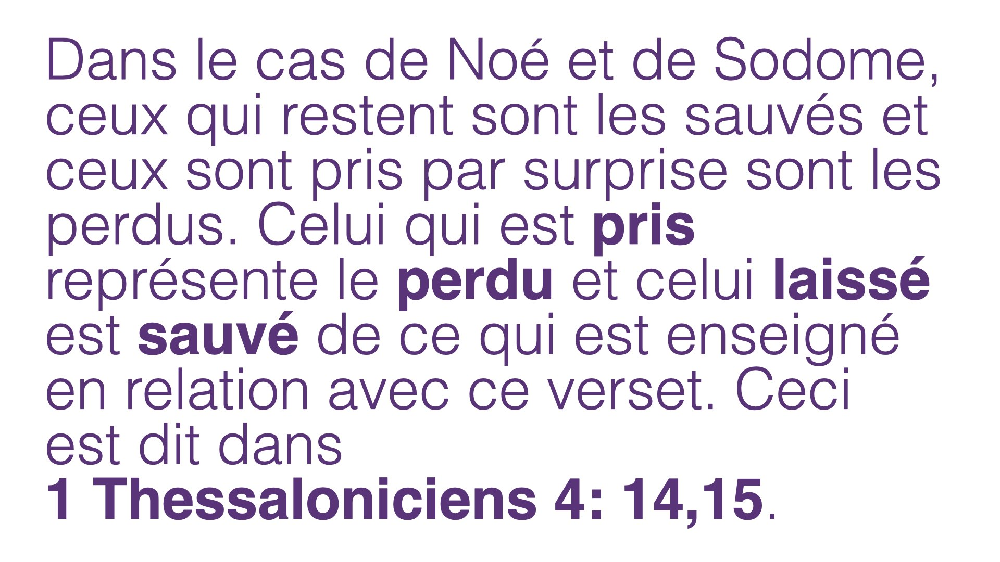 Dans le cas de Noé et de Sodome,
ceux qui restent sont les sauvés et
ceux sont pris par surprise sont les
perdus. Celui qui est pris
représente le perdu et celui laissé
est sauvé de ce qui est enseigné
en relation avec ce verset. Ceci
est dit dans
1 Thessaloniciens 4: 14,15.